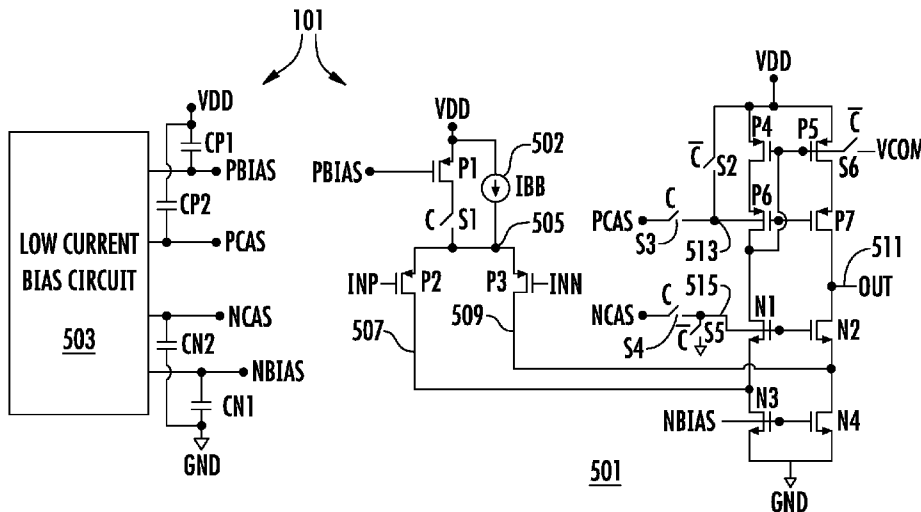 101
VDD
CP1
PBIAS
CP2
PCAS
LOW CURRENT
BIAS CIRCUIT
503
NCAS
CN2
NBIAS
CN1
GND
VDD
502
PBIAS
P1
IBB
C
S1
505
INP
P2
P3
INN
507
509
VDD
P4
P5
C
S6
VCOM
C
S2
P6
P7
PCAS
C
S3
513
511
OUT
NCAS
C
515
S4
C
S5
N1
N2
N3
N4
NBIAS
GND
501